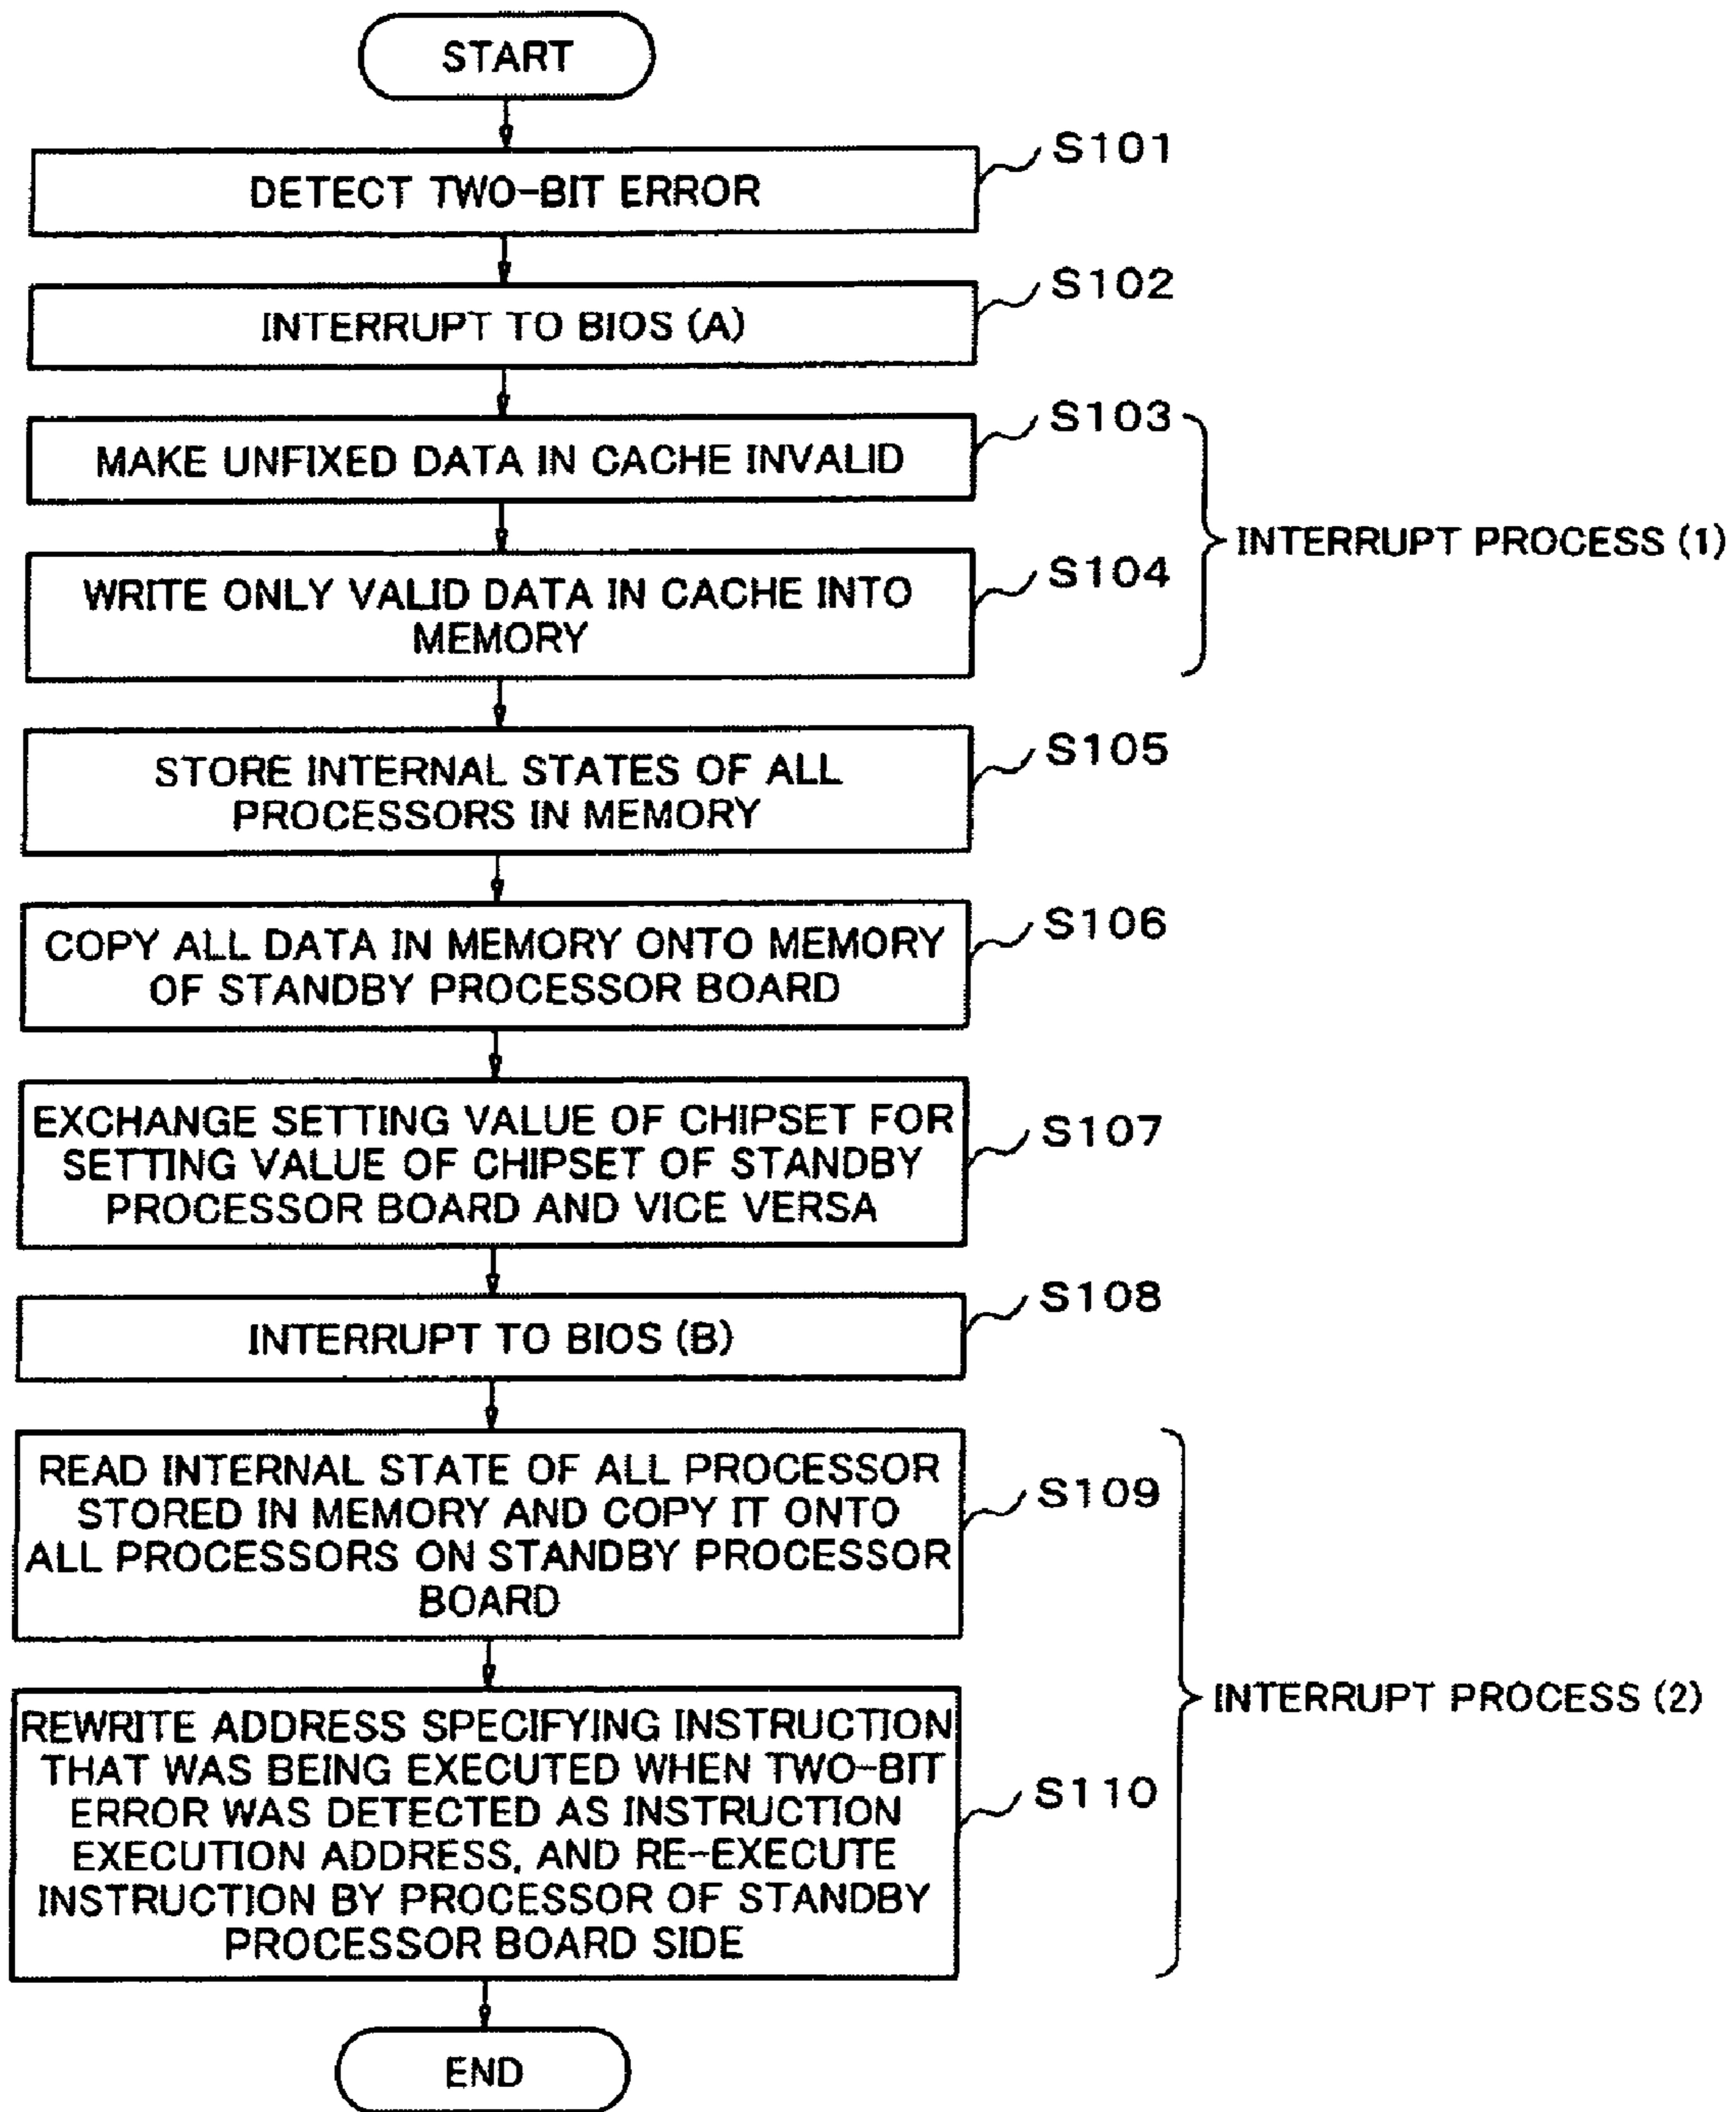 START
S101
DETECT TWO-BIT ERROR
S102
INTERRUPT TO BIOS (A)
S103
MAKE UNFIXED DATA IN CACHE INVALID
INTERRUPT PROCESS (1)
S104
WRITE ONLY VALID DATA IN CACHE INTO
MEMORY
S105
STORE INTERNAL STATES OF ALL
PROCESSORS IN MEMORY
S106
COPY ALL DATA IN MEMORY ONTO MEMORY
OF STANDBY PROCESSOR BOARD
S107
EXCHANGE SETTING VALUE OF CHIPSET FOR
SETTING VALUE OF CHIPSET OF STANDBY
PROCESSOR BOARD AND VICE VERSA
S108
INTERRUPT TO BIOS (B)
S109
READ INTERNAL STATE OF ALL PROCESSOR
STORED IN MEMORY AND COPY IT ONTO
ALL PROCESSORS ON STANDBY PROCESSOR
BOARD
INTERRUPT PROCESS (2)
S110
REWRITE ADDRESS SPECIFYING INSTRUCTION
THAT WAS BEING EXECUTED WHEN TWO-BIT
ERROR WAS DETECTED AS INSTRUCTION
EXECUTION ADDRESS, AND RE-EXECUTE
INSTRUCTION BY PROCESSOR OF STANDBY
PROCESSOR BOARD SIDE
END